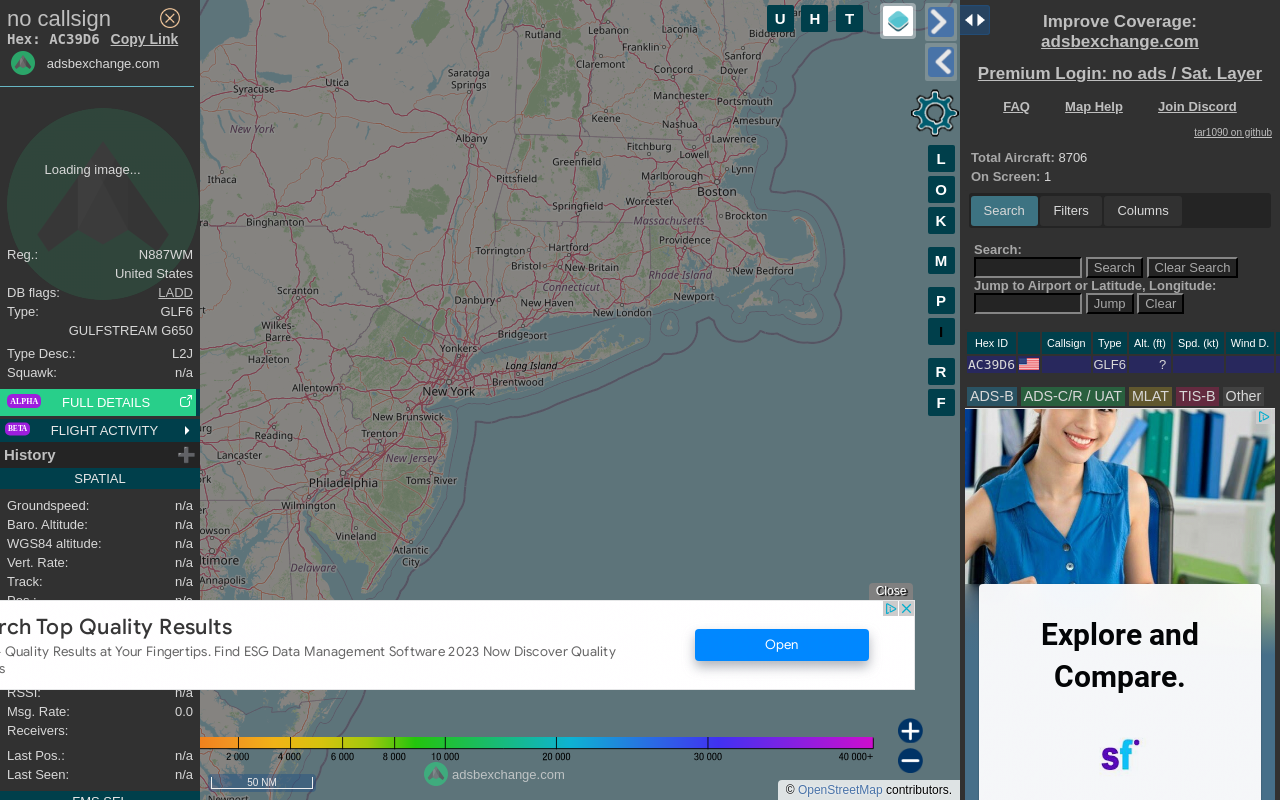 no callsign
Hex: AC39D6 Copy Link
adsbexchange.com
Loading image...
Reg.: N887WM
United States
DB flags: LADD
Type: GLF6
GULFSTREAM G650
Type Desc.: L2J
Squawk: n/a
ALPHA FULL DETAILS
BETA FLIGHT ACTIVITY
History
SPATIAL
Groundspeed: n/a
Baro. Altitude: n/a
WGS84 altitude: n/a
Vert. Rate: n/a
Track: n/a
Pos.: n/a
RSSI: n/a
Msg. Rate: 0.0
Receivers:
Last Pos.: n/a
Last Seen: n/a
FMS SEL
U H T
L
O
K
M
P
I
R
F
Rutland
Lebanon
Laconia
Franklin
Claremont
Sanford
Dover
Concord
Saratoga
Springs
Utica
Syracuse
Manchester
Portsmouth
Keene
Amesbury
Nashua
New York
Albany
Lawrence
Fitchburg
Lowell
Greenfield
Lynn
Ithaca
Pittsfield
Marlborough
Boston
Worcester
Springfield
Binghamton
Massachusetts
Brockton
Providence
Hartford
Torrington
Bristol
New Britain
New Bedford
Rhode Island
Connecticut
Scranton
Danbury
New Haven
Newport
New London
Wilkes-
Barre
Bridgeport
Yonkers
Hazleton
Long Island
Brentwood
Allentown
New York
New Brunswick
Reading
Trenton
Lancaster
New Jersey
Philadelphia
Toms River
Wilmington
Vineland
Atlantic
City
Delaware
Annapolis
Close
rch Top Quality Results
Quality Results at Your Fingertips. Find ESG Data Management Software 2023 Now Discover Quality
s
Open
2 000 4 000 6 000 8 000 10 000 20 000 30 000 40 000+
adsbexchange.com
50 NM
Newport
© OpenStreetMap contributors.
Improve Coverage:
adsbexchange.com
Premium Login: no ads / Sat. Layer
FAQ Map Help Join Discord
tar1090 on github
Total Aircraft: 8706
On Screen: 1
Search Filters Columns
Search:
Search Clear Search
Jump to Airport or Latitude, Longitude:
Jump Clear
Hex ID Callsign Type Alt. (ft) Spd. (kt) Wind D.
AC39D6 GLF6 ?
ADS-B ADS-C/R / UAT MLAT TIS-B Other
Explore and
Compare.
sf